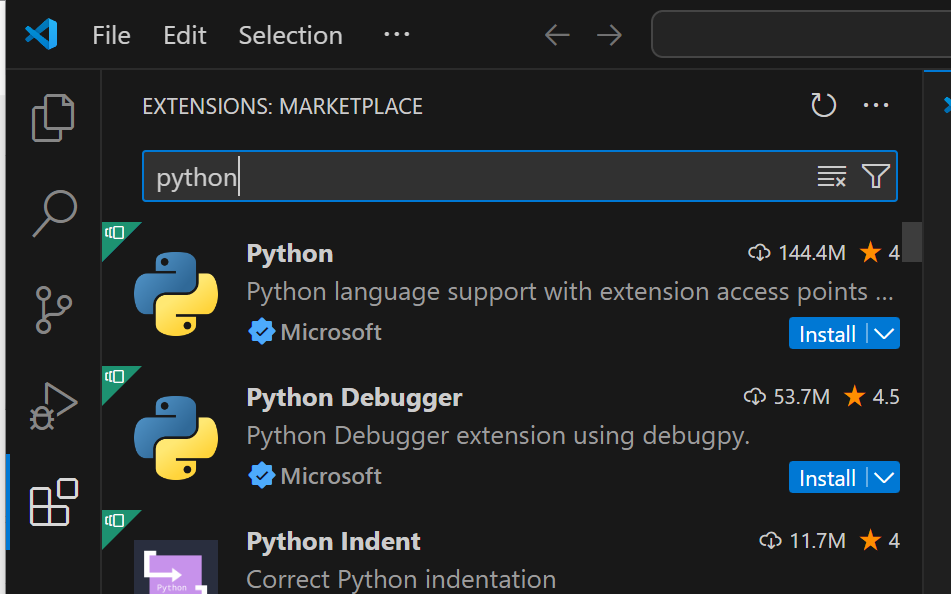 File Edit Selection ···
EXTENSIONS: MARKETPLACE ···
python
Python 144.4M ★ 4
Python language support with extension access points ...
Microsoft Install
Python Debugger 53.7M ★ 4.5
Python Debugger extension using debugpy.
Microsoft Install
Python Indent 11.7M ★ 4
Correct Python indentation
Python